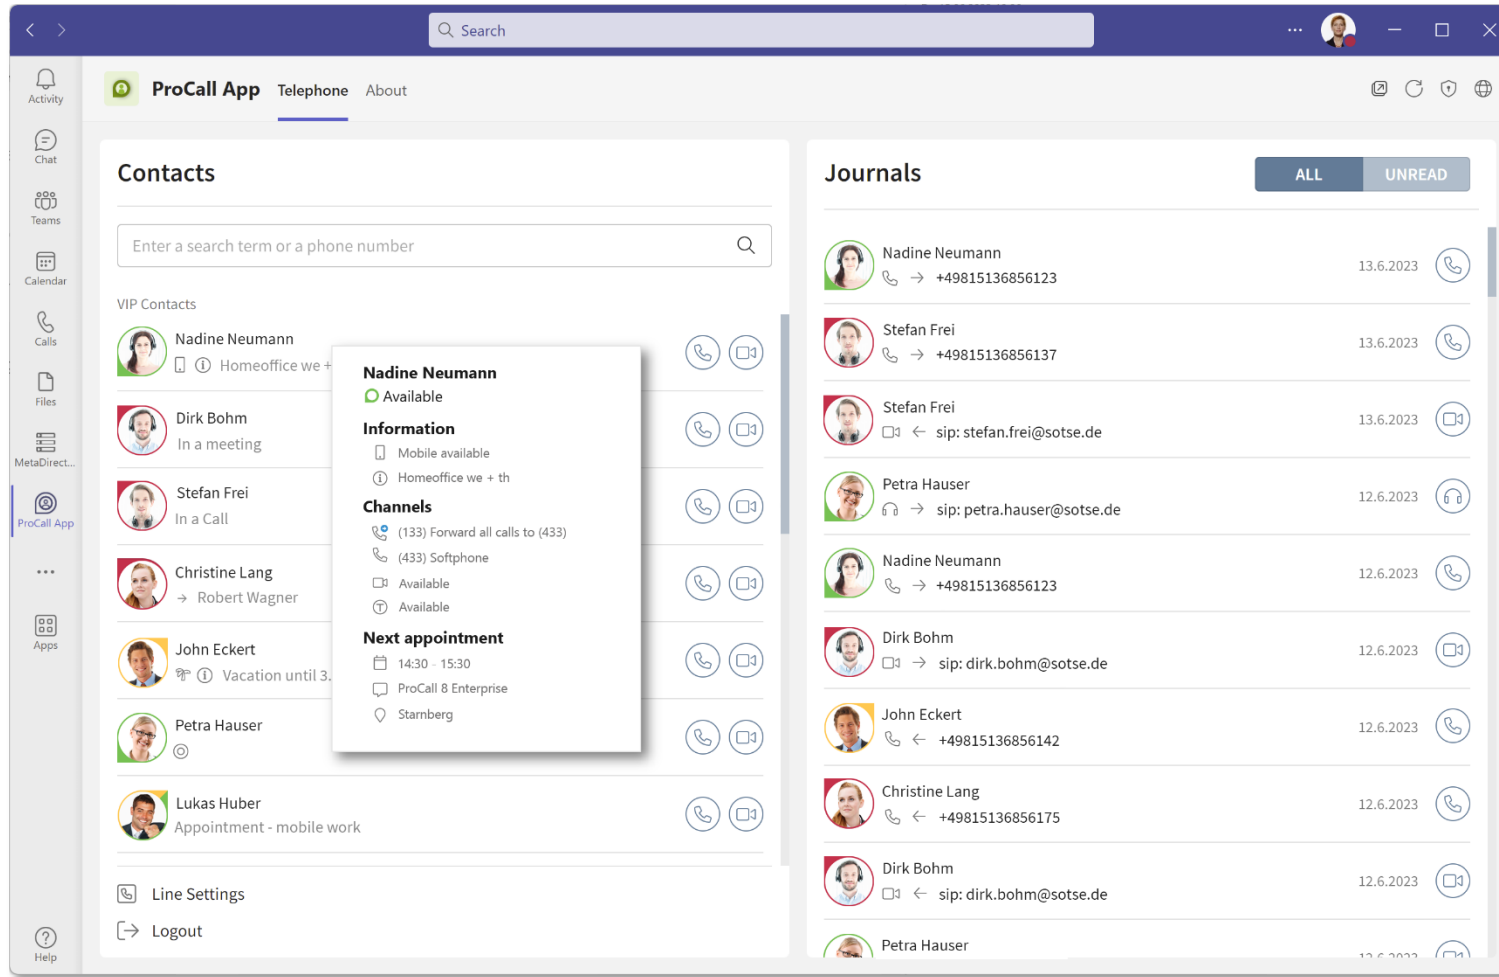 Search
Activity
Chat
Teams
Calendar
Calls
Files
MetaDirect...
ProCall App
Apps
Help
ProCall App
Telephone
About
Contacts
Enter a search term or a phone number
VIP Contacts
Nadine Neumann
Homeoffice we +
Dirk Bohm
In a meeting
Stefan Frei
In a Call
Christine Lang
→ Robert Wagner
John Eckert
Vacation until 3.
Petra Hauser
Lukas Huber
Appointment - mobile work
Line Settings
Logout
Nadine Neumann
Available
Information
Mobile available
Homeoffice we + th
Channels
(133) Forward all calls to (433)
(433) Softphone
Available
Available
Next appointment
14:30 - 15:30
ProCall 8 Enterprise
Starnberg
Journals
ALL
UNREAD
Nadine Neumann
→ +49815136856123
13.6.2023
Stefan Frei
→ +49815136856137
13.6.2023
Stefan Frei
← sip: stefan.frei@sotse.de
13.6.2023
Petra Hauser
→ sip: petra.hauser@sotse.de
12.6.2023
Nadine Neumann
→ +49815136856123
12.6.2023
Dirk Bohm
→ sip: dirk.bohm@sotse.de
12.6.2023
John Eckert
← +49815136856142
12.6.2023
Christine Lang
← +49815136856175
12.6.2023
Dirk Bohm
← sip: dirk.bohm@sotse.de
12.6.2023
Petra Hauser
12.6.2023